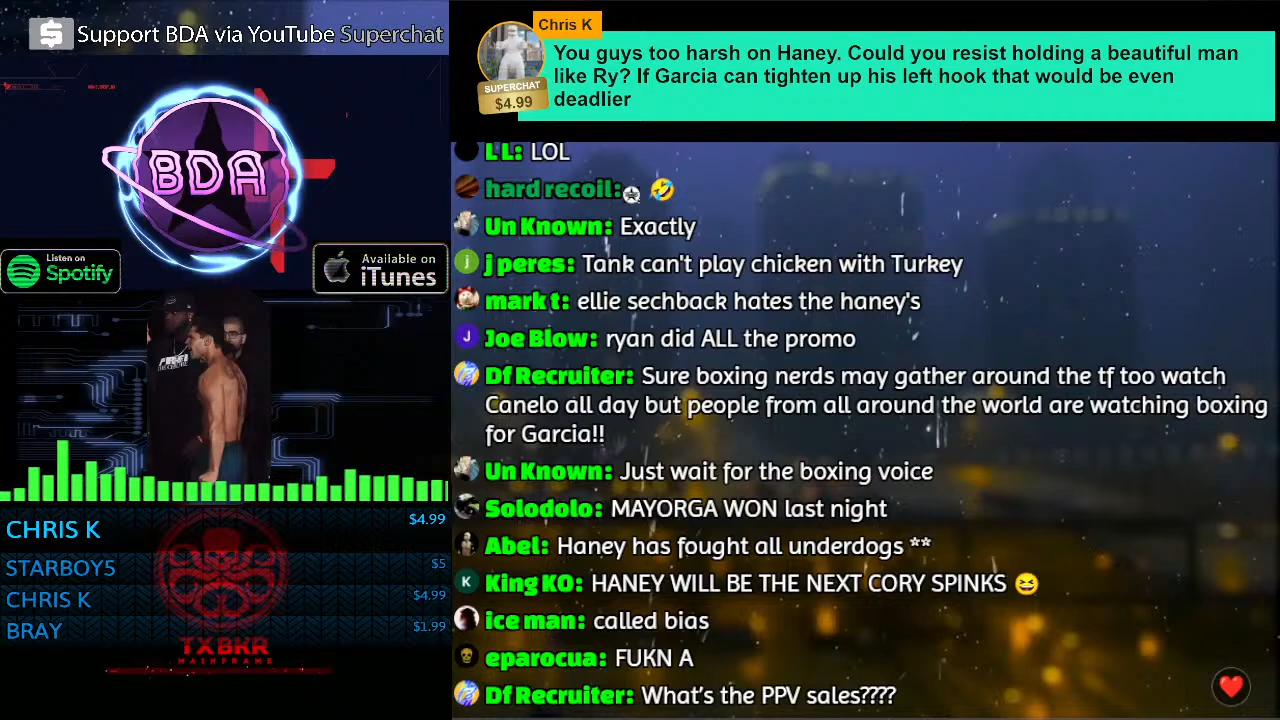 Support BDA via YouTube Superchat
BDA
Listen on
Spotify
Available on
iTunes
CHRIS K $4.99
STARBOY5 $5
CHRIS K $4.99
BRAY $1.99
TXBKR
MAINFRAME
Chris K
SUPERCHAT
$4.99
You guys too harsh on Haney. Could you resist holding a beautiful man
like Ry? If Garcia can tighten up his left hook that would be even
deadlier
L L: LOL
hard recoil: 🤣
Un Known: Exactly
j peres: Tank can't play chicken with Turkey
mark t: ellie sechback hates the haney's
Joe Blow: ryan did ALL the promo
Df Recruiter: Sure boxing nerds may gather around the tf too watch
Canelo all day but people from all around the world are watching boxing
for Garcia!!
Un Known: Just wait for the boxing voice
Solodolo: MAYORGA WON last night
Abel: Haney has fought all underdogs **
King KO: HANEY WILL BE THE NEXT CORY SPINKS 😆
ice man: called bias
eparocua: FUKN A
Df Recruiter: What's the PPV sales????